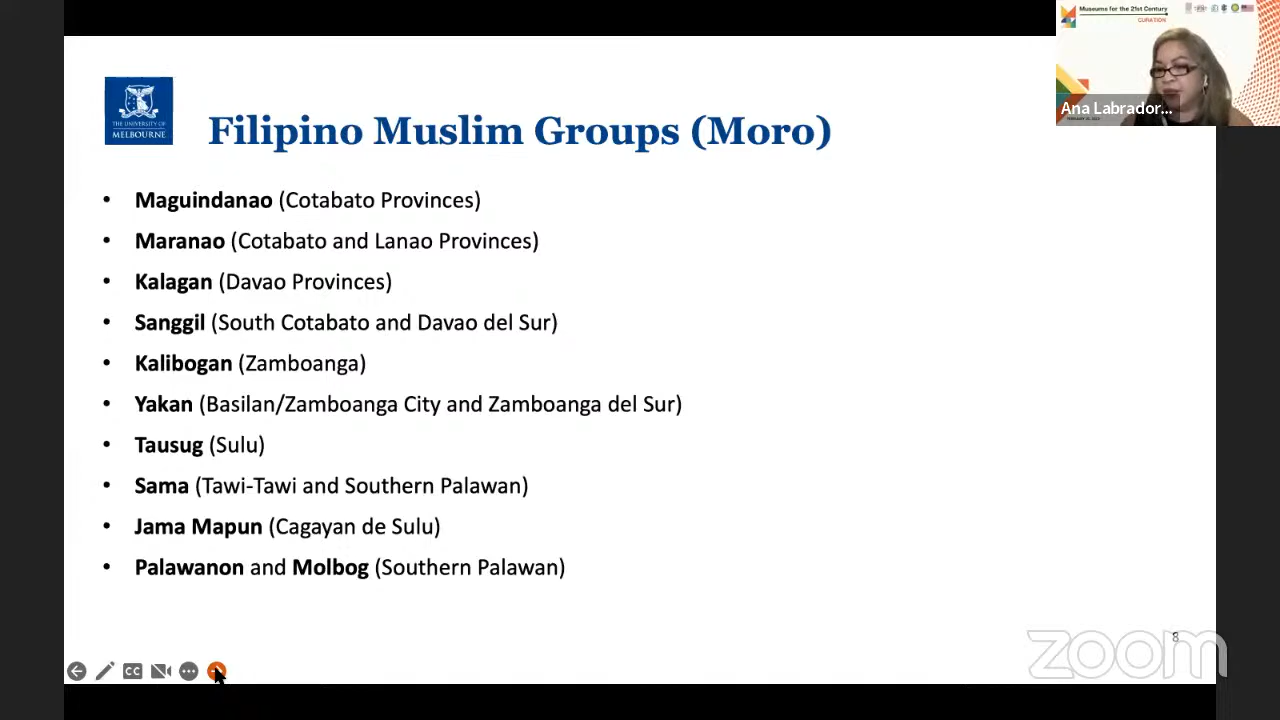 Museums for the 21st Century
CURATION
Ana Labrador...
THE UNIVERSITY OF
MELBOURNE
Filipino Muslim Groups (Moro)
• Maguindanao (Cotabato Provinces)
• Maranao (Cotabato and Lanao Provinces)
• Kalagan (Davao Provinces)
• Sanggil (South Cotabato and Davao del Sur)
• Kalibogan (Zamboanga)
• Yakan (Basilan/Zamboanga City and Zamboanga del Sur)
• Tausug (Sulu)
• Sama (Tawi-Tawi and Southern Palawan)
• Jama Mapun (Cagayan de Sulu)
• Palawanon and Molbog (Southern Palawan)
8
zoom
CC